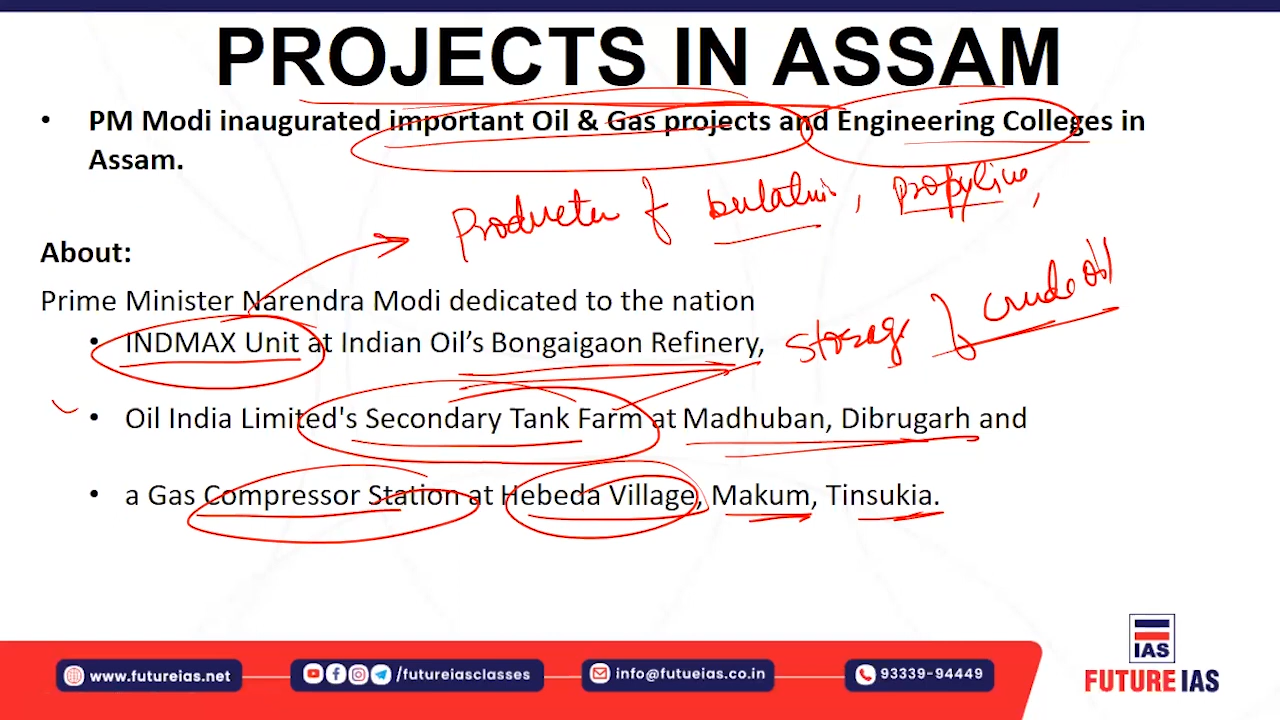 PROJECTS IN ASSAM
• PM Modi inaugurated important Oil & Gas projects and Engineering Colleges in
Assam.
Production of , propyline,
About:
Prime Minister Narendra Modi dedicated to the nation
• INDMAX Unit at Indian Oil's Bongaigaon Refinery,
storage of crude oil
• Oil India Limited's Secondary Tank Farm at Madhuban, Dibrugarh and
• a Gas Compressor Station at Hebeda Village, Makum, Tinsukia.
www.futureias.net
/futureiasclasses
info@futueias.co.in
93339-94449
IAS
FUTURE IAS